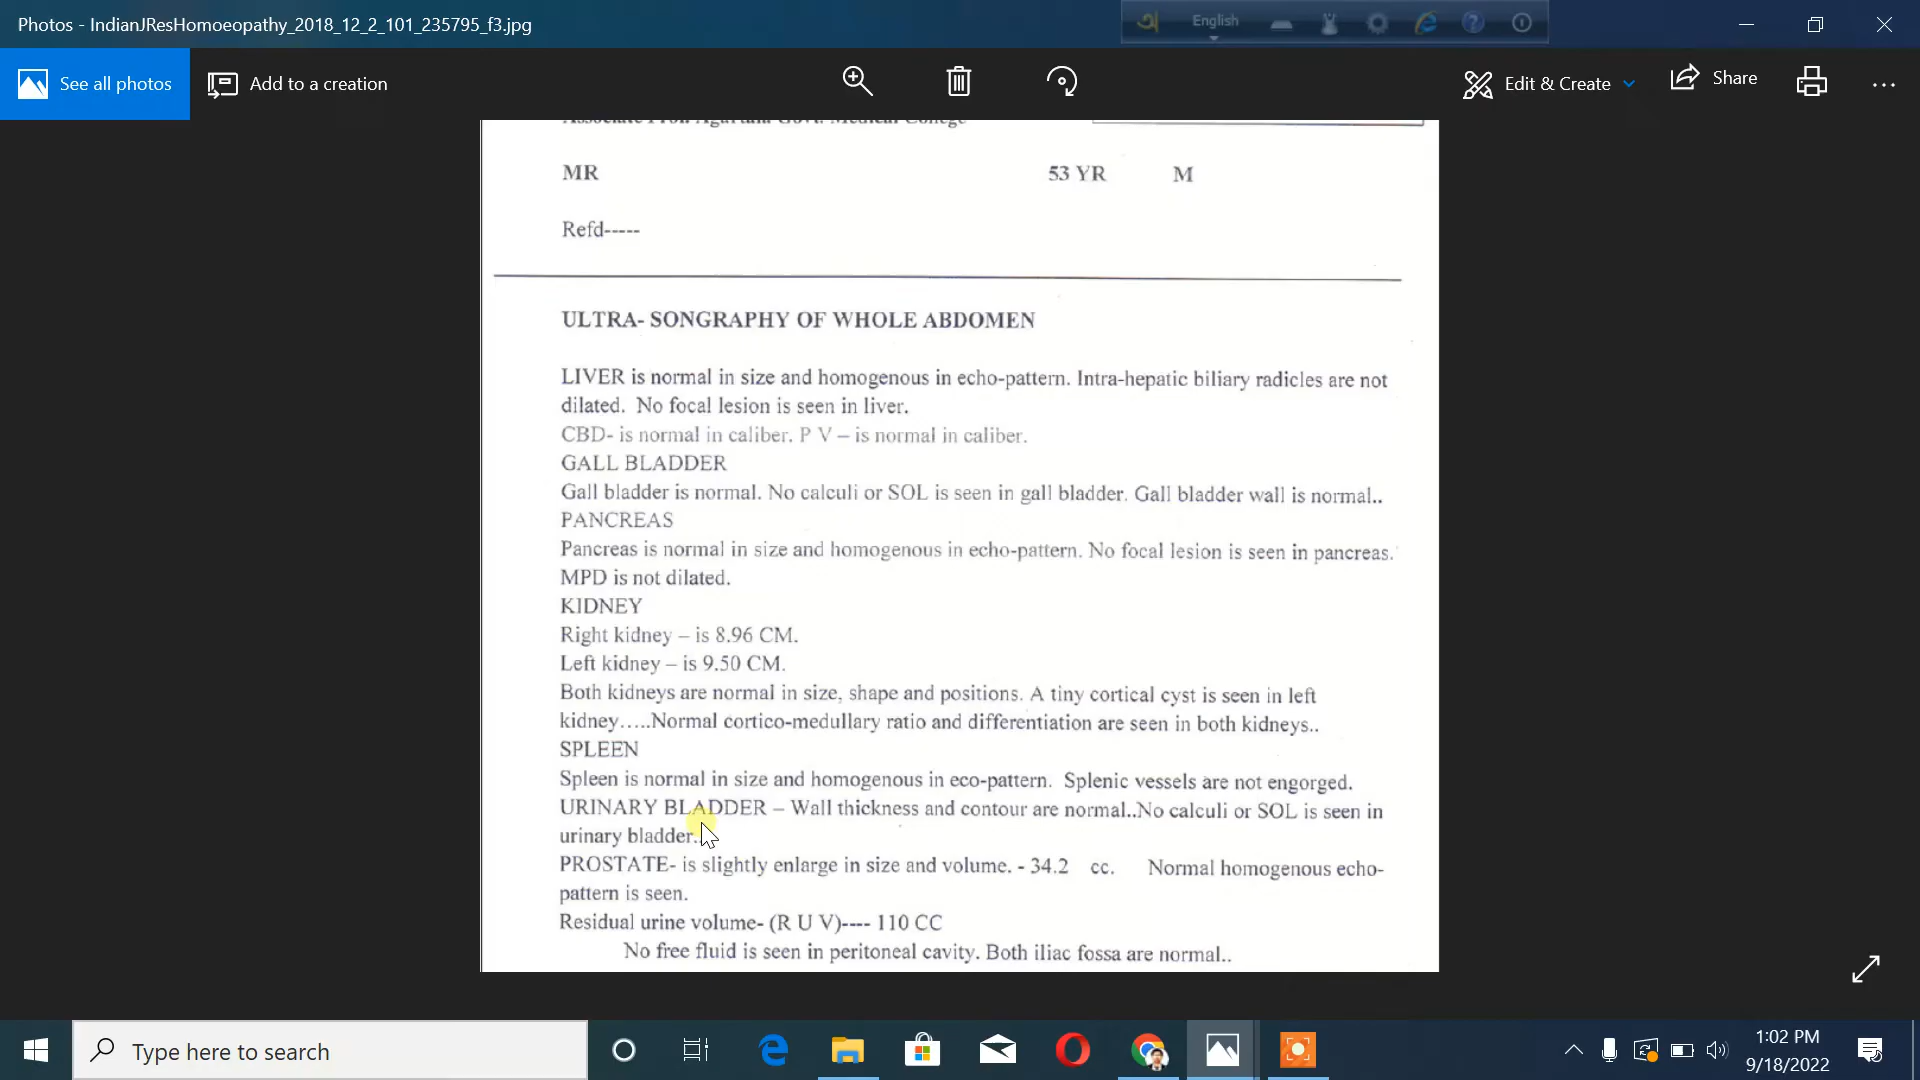 Photos - IndianJResHomoeopathy_2018_12_2_101_235795_f3.jpg
English
See all photos
Add to a creation
Edit & Create
Share
Associate Prof. Agartala Govt. Medical College
MR 53 YR M
Refd-----
ULTRA- SONGRAPHY OF WHOLE ABDOMEN
LIVER is normal in size and homogenous in echo-pattern. Intra-hepatic biliary radicles are not
dilated. No focal lesion is seen in liver.
CBD- is normal in caliber. P V – is normal in caliber.
GALL BLADDER
Gall bladder is normal. No calculi or SOL is seen in gall bladder. Gall bladder wall is normal..
PANCREAS
Pancreas is normal in size and homogenous in echo-pattern. No focal lesion is seen in pancreas.
MPD is not dilated.
KIDNEY
Right kidney – is 8.96 CM.
Left kidney – is 9.50 CM.
Both kidneys are normal in size, shape and positions. A tiny cortical cyst is seen in left
kidney…..Normal cortico-medullary ratio and differentiation are seen in both kidneys..
SPLEEN
Spleen is normal in size and homogenous in eco-pattern. Splenic vessels are not engorged.
URINARY BLADDER – Wall thickness and contour are normal..No calculi or SOL is seen in
urinary bladder..
PROSTATE- is slightly enlarge in size and volume. - 34.2 cc. Normal homogenous echo-
pattern is seen.
Residual urine volume- (R U V)---- 110 CC
No free fluid is seen in peritoneal cavity. Both iliac fossa are normal..
Type here to search
1:02 PM
9/18/2022